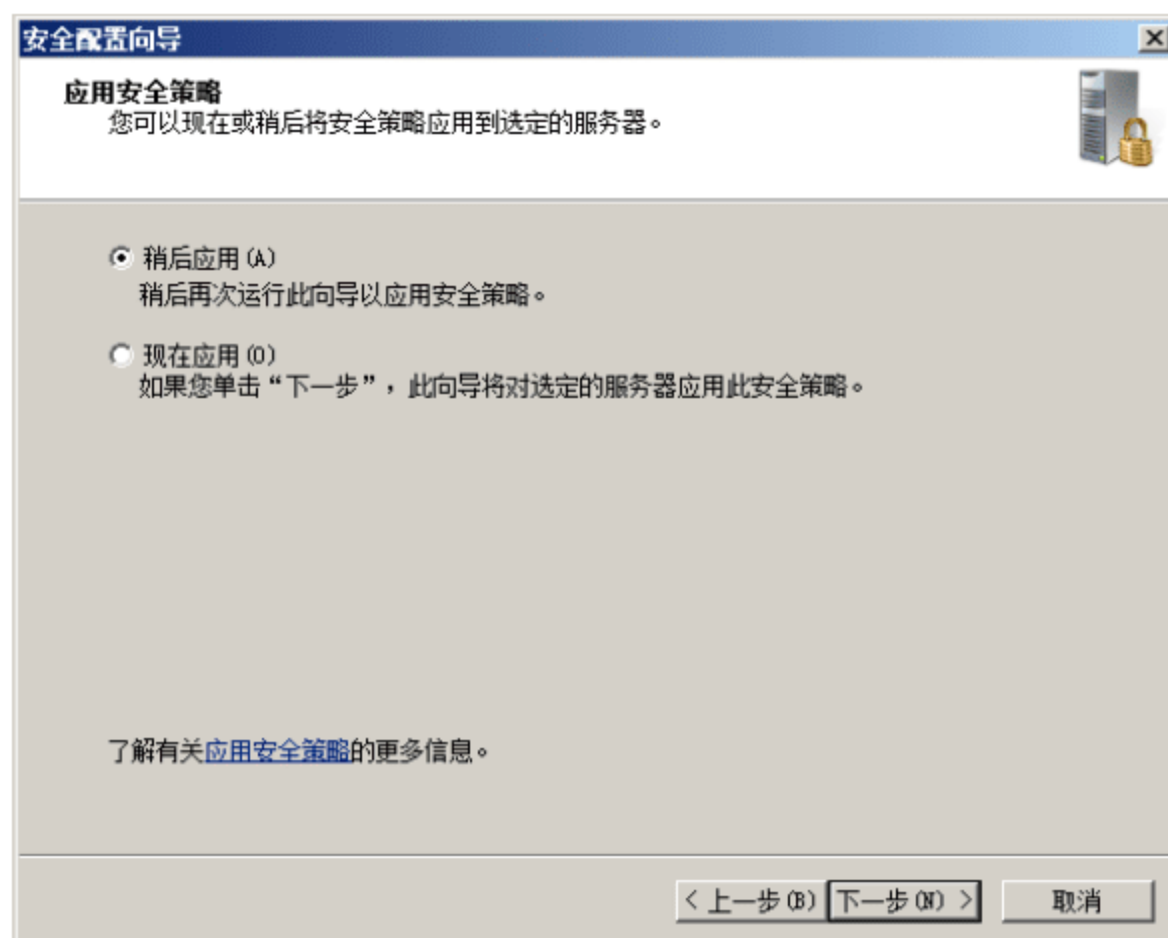 安全配置向导
应用安全策略
您可以现在或稍后将安全策略应用到选定的服务器。
稍后应用(A)
稍后再次运行此向导以应用安全策略。
现在应用(O)
如果您单击“下一步”，此向导将对选定的服务器应用此安全策略。
了解有关应用安全策略的更多信息。
< 上一步(B) 下一步(N) > 取消